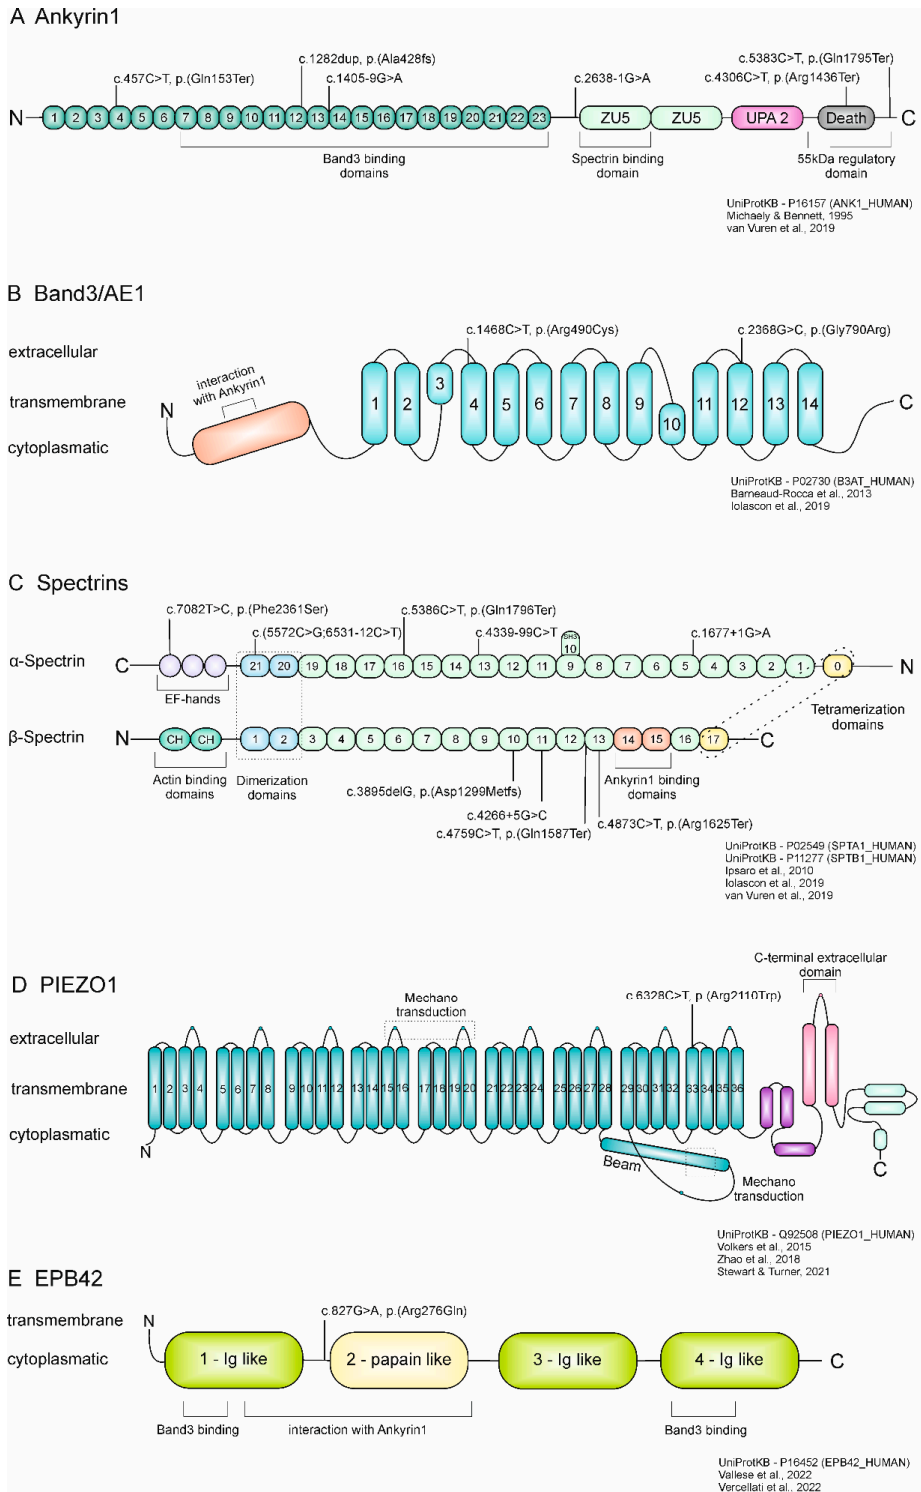 A Ankyrin1
c.1282dup, p.(Ala428fs)
c.5383C>T, p.(Gln1795Ter)
c.457C>T, p.(Gln153Ter)
c.1405-9G>A
c.2638-1G>A
c.4306C>T, p.(Arg1436Ter)
N 1 2 3 4 5 6 7 8 9 10 11 12 13 14 15 16 17 18 19 20 21 22 23 ZU5 ZU5 UPA 2 Death C
Band3 binding
domains
Spectrin binding
domain
55kDa regulatory
domain
UniProtKB - P16157 (ANK1_HUMAN)
Michaely & Bennett, 1995
van Vuren et al., 2019
B Band3/AE1
c.1468C>T, p.(Arg490Cys)
c.2368G>C, p.(Gly790Arg)
extracellular
transmembrane
cytoplasmatic
interaction
with Ankyrin1
N 1 2 3 4 5 6 7 8 9 10 11 12 13 14 C
UniProtKB - P02730 (B3AT_HUMAN)
Barneaud-Rocca et al., 2013
Iolascon et al., 2019
C Spectrins
c.7082T>C, p.(Phe2361Ser)
c.5386C>T, p.(Gln1796Ter)
c.(5572C>G;6531-12C>T)
c.4339-99C>T
c.1677+1G>A
SH3
10
α-Spectrin C 21 20 19 18 17 16 15 14 13 12 11 9 8 7 6 5 4 3 2 1 0 N
EF-hands
Tetramerization
domains
β-Spectrin N CH CH 1 2 3 4 5 6 7 8 9 10 11 12 13 14 15 16 17 C
Actin binding
domains
Dimerization
domains
Ankyrin1 binding
domains
c.3895delG, p.(Asp1299Metfs)
c.4266+5G>C
c.4759C>T, p.(Gln1587Ter)
c.4873C>T, p.(Arg1625Ter)
UniProtKB - P02549 (SPTA1_HUMAN)
UniProtKB - P11277 (SPTB1_HUMAN)
Ipsaro et al., 2010
Iolascon et al., 2019
van Vuren et al., 2019
C-terminal extracellular
domain
D PIEZO1
c.6328C>T, p.(Arg2110Trp)
Mechano
transduction
extracellular
transmembrane
cytoplasmatic
1 2 3 4 5 6 7 8 9 10 11 12 13 14 15 16 17 18 19 20 21 22 23 24 25 26 27 28 29 30 31 32 33 34 35 36
N
Beam
C
Mechano
transduction
UniProtKB - Q92508 (PIEZO1_HUMAN)
Volkers et al., 2015
Zhao et al., 2018
Stewart & Turner, 2021
E EPB42
c.827G>A, p.(Arg276Gln)
transmembrane
N
cytoplasmatic
1 - Ig like 2 - papain like 3 - Ig like 4 - Ig like C
Band3 binding
interaction with Ankyrin1
Band3 binding
UniProtKB - P16452 (EPB42_HUMAN)
Vallese et al., 2022
Vercellati et al., 2022